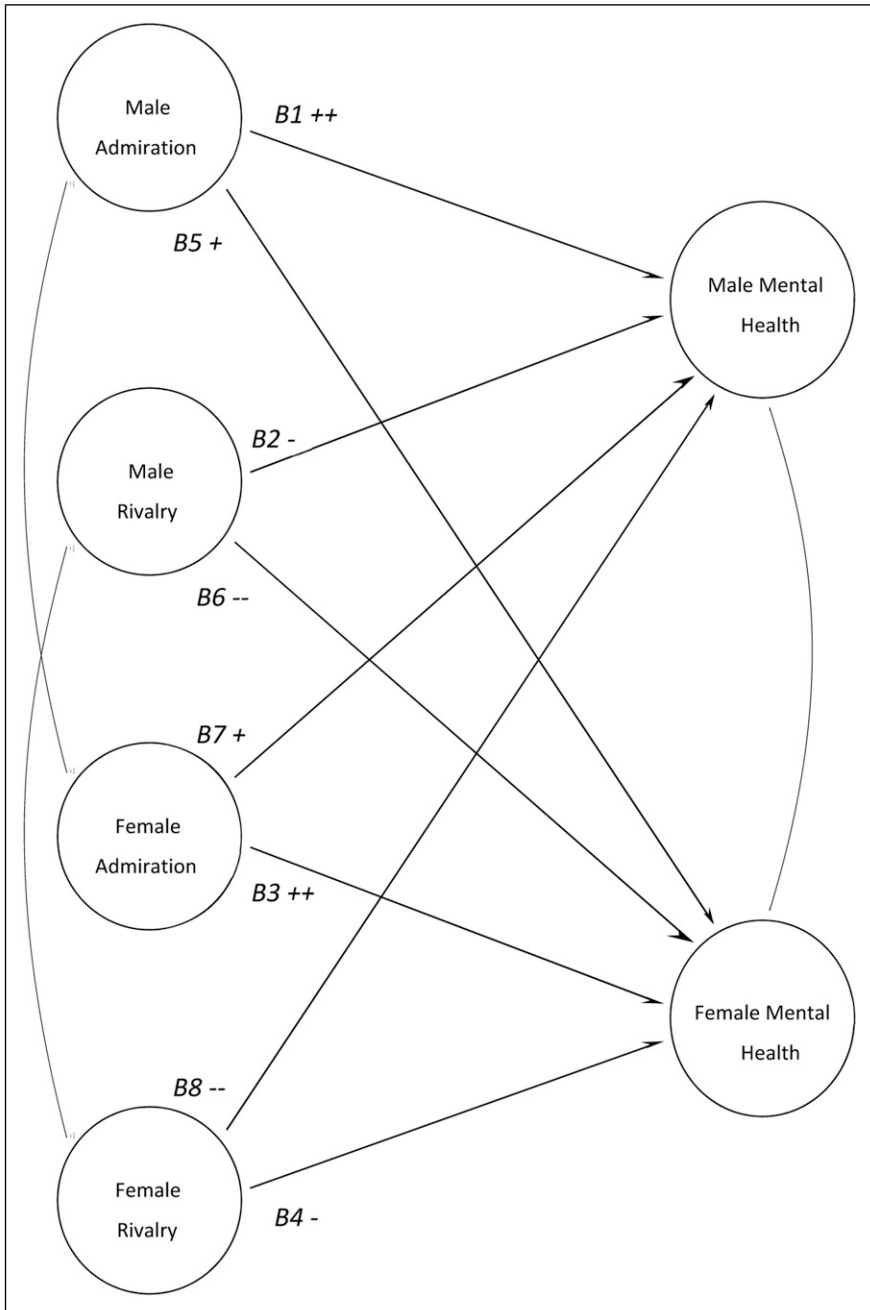 Male
Admiration
B1 ++
B5 +
Male Mental
Health
Male
Rivalry
B2 -
B6 --
B7 +
Female
Admiration
B3 ++
Female Mental
Health
B8 --
Female
Rivalry
B4 -